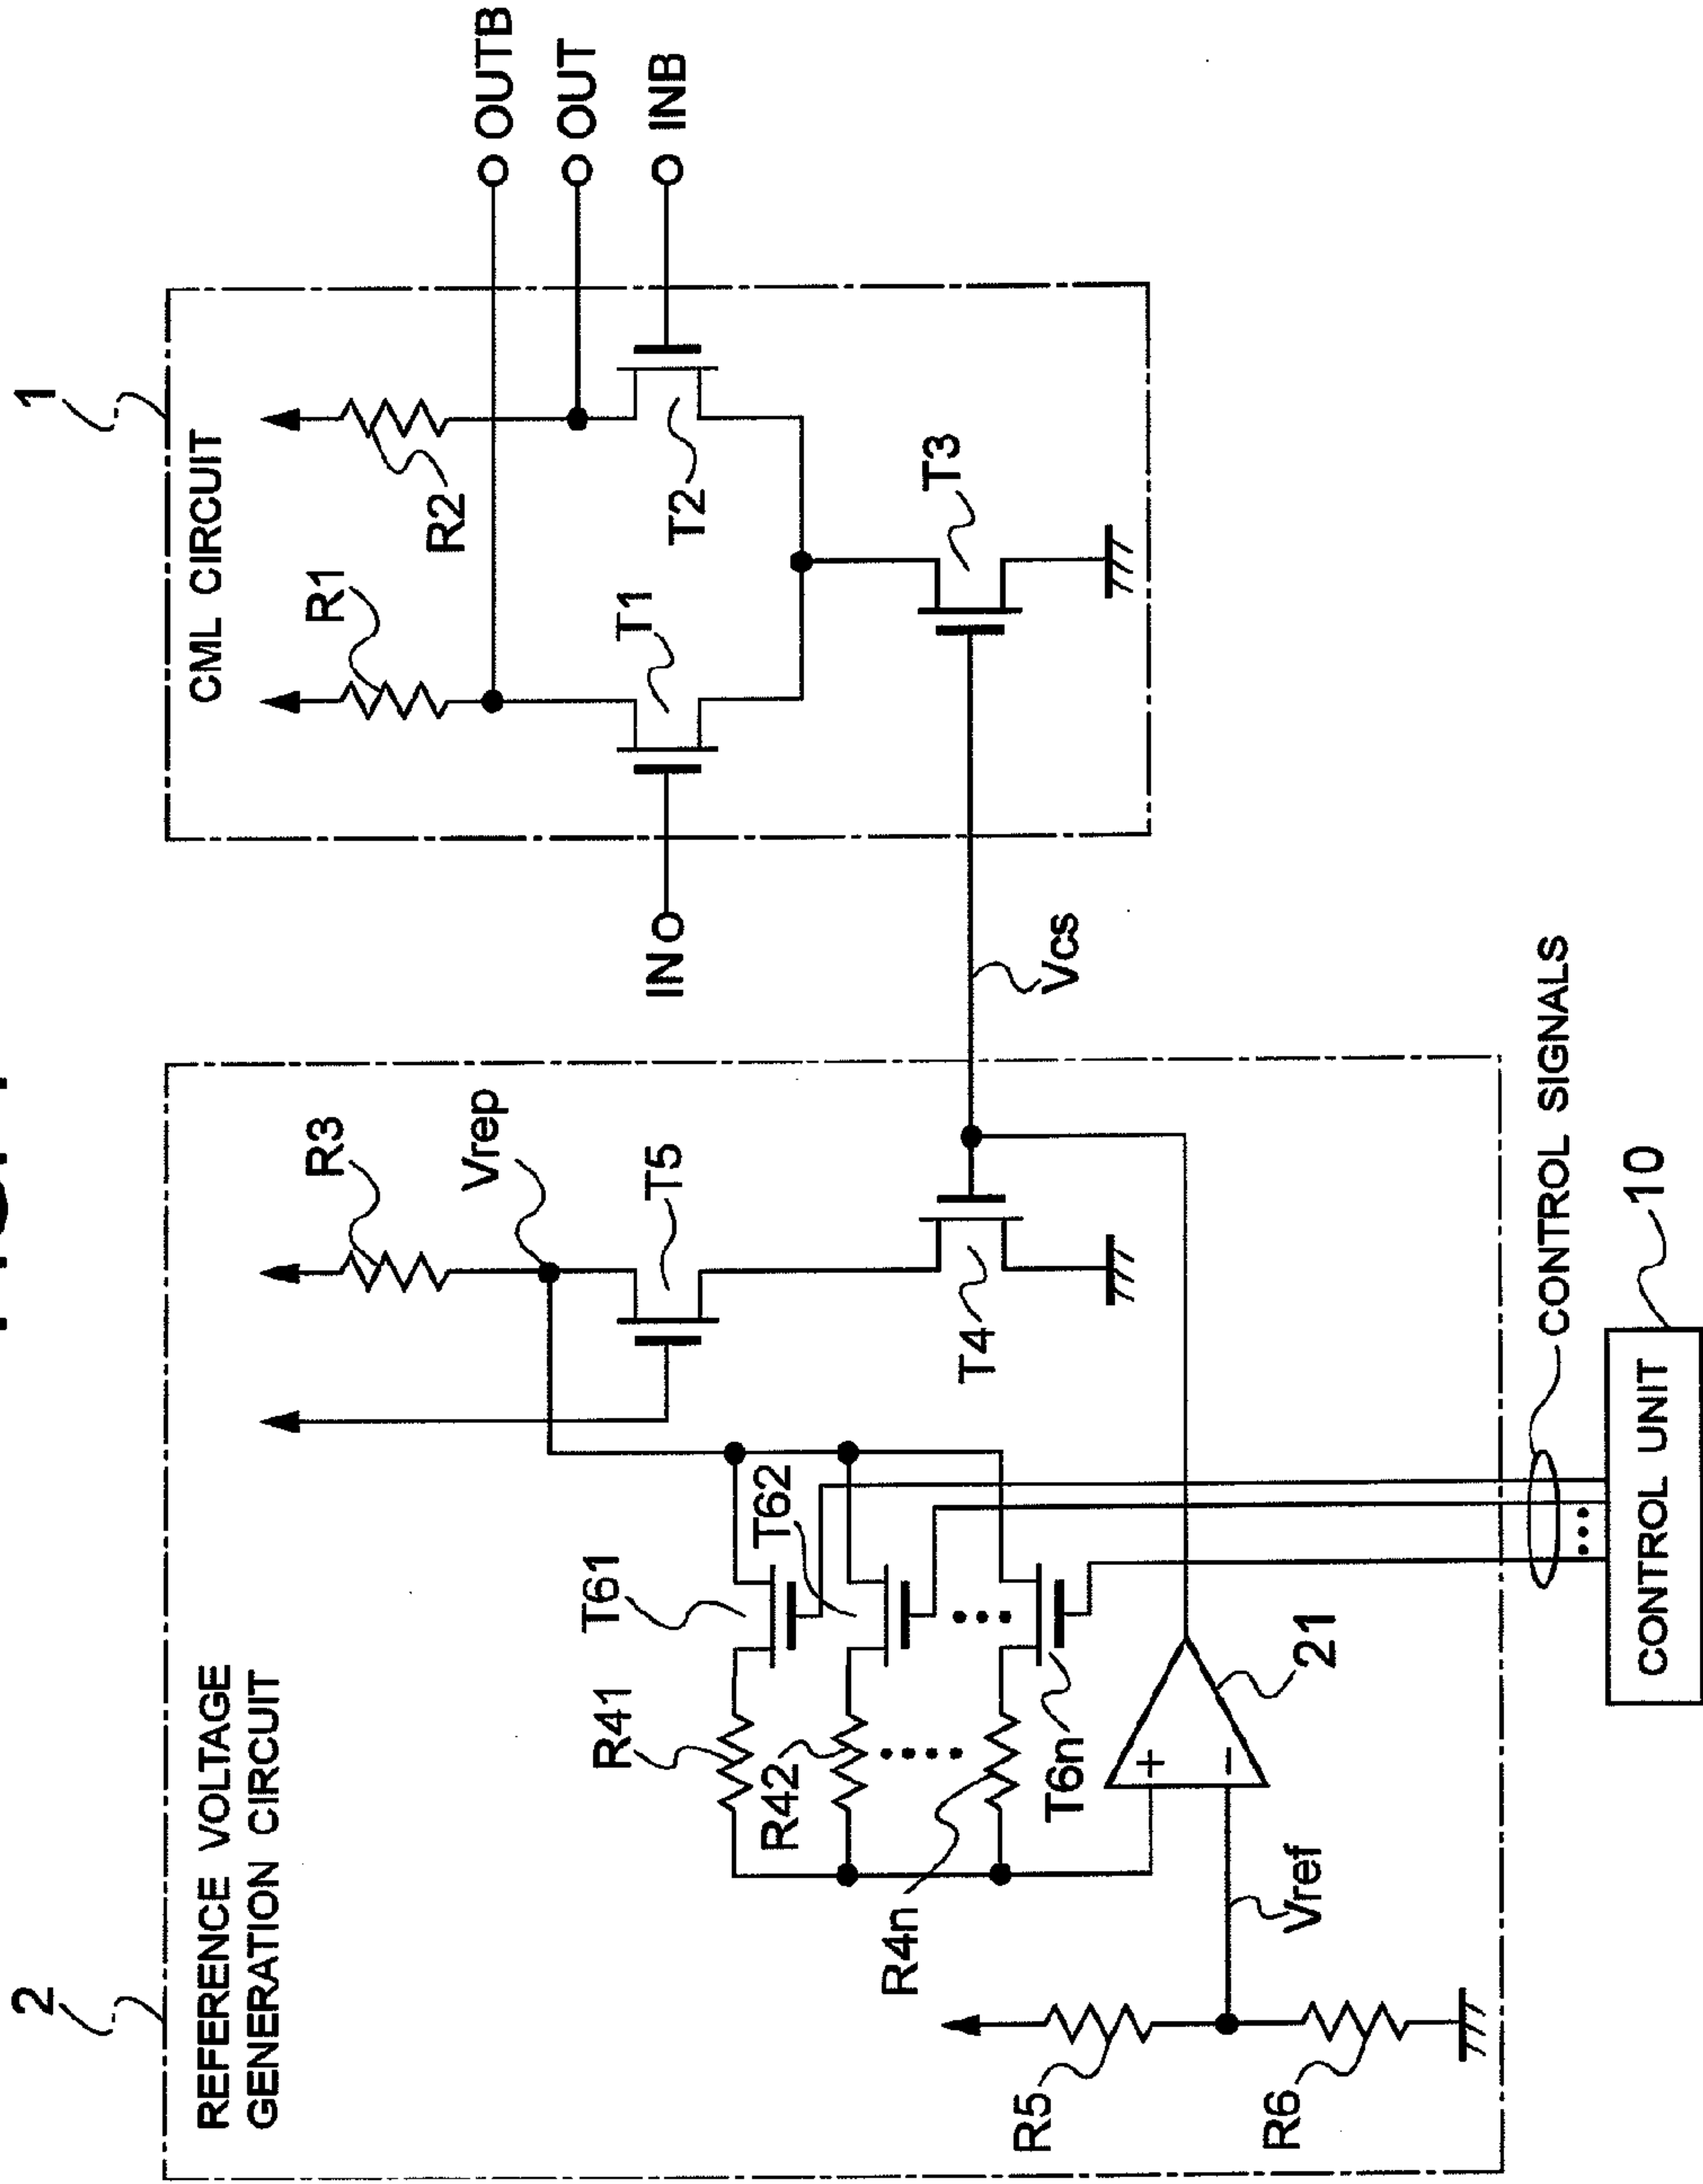 2
REFERENCE VOLTAGE
GENERATION CIRCUIT
R3
Vrep
T5
T4
T61
T62
T6n
R41
R42
R4n
21
Vref
R5
R6
Vcs
1
CML CIRCUIT
R1
R2
T1
T2
T3
IN
OUTB
OUT
INB
CONTROL SIGNALS
CONTROL UNIT
10
+
−